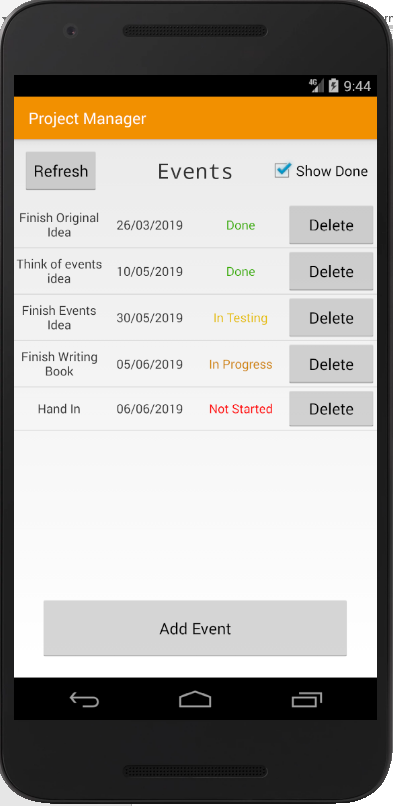 4G 9:44
Project Manager
Refresh Events Show Done
Finish Original
Idea 26/03/2019 Done Delete
Think of events
idea 10/05/2019 Done Delete
Finish Events
Idea 30/05/2019 In Testing Delete
Finish Writing
Book 05/06/2019 In Progress Delete
Hand In 06/06/2019 Not Started Delete
Add Event